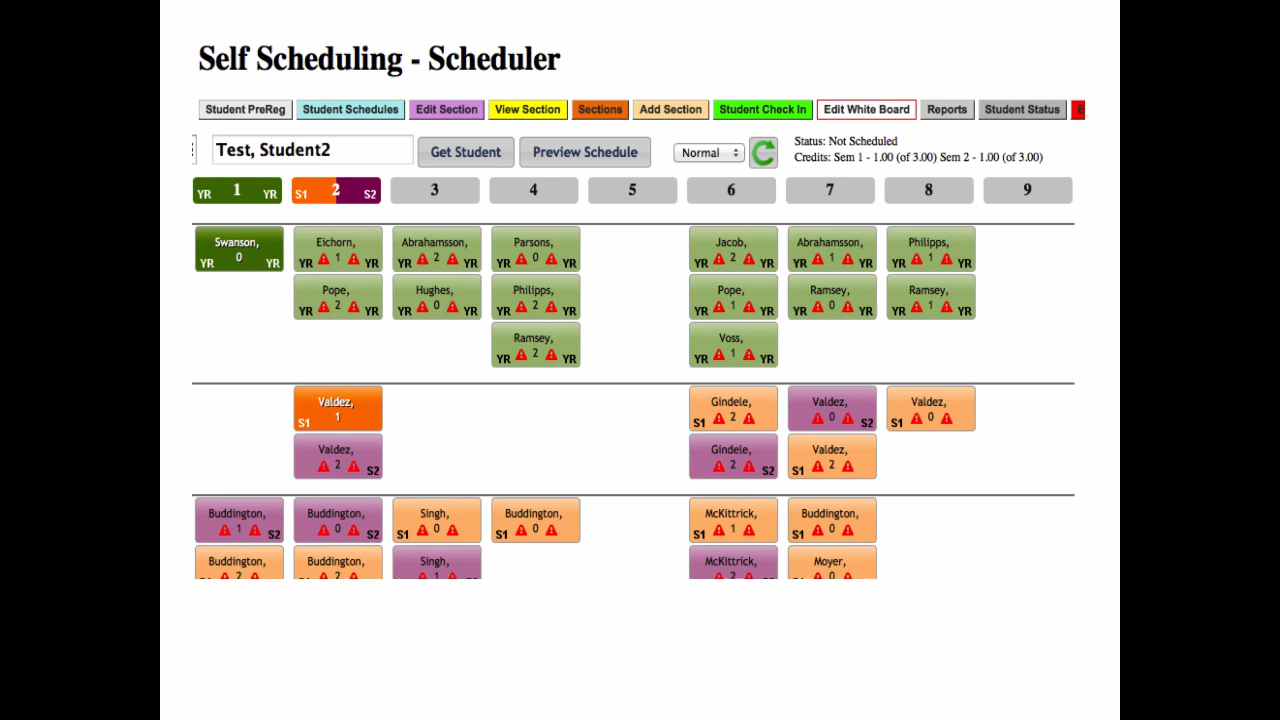 Self Scheduling - Scheduler
Student PreReg Student Schedules Edit Section View Section Sections Add Section Student Check In Edit White Board Reports Student Status
Test, Student2 Get Student Preview Schedule Normal Status: Not Scheduled
Credits: Sem 1 - 1.00 (of 3.00) Sem 2 - 1.00 (of 3.00)
YR 1 YR S1 2 S2 3 4 5 6 7 8 9
Swanson, Eichorn, Abrahamsson, Parsons, Jacob, Abrahamsson, Philipps,
YR 0 YR YR 1 YR YR 2 YR YR 0 YR YR 2 YR YR 1 YR YR 1 YR
Pope, Hughes, Philipps, Pope, Ramsey, Ramsey,
YR 2 YR YR 0 YR YR 2 YR YR 1 YR YR 0 YR YR 1 YR
Ramsey, Voss,
YR 2 YR YR 1 YR
Valdez, Gindele, Valdez, Valdez,
S1 1 S1 2 0 S2 S1 0
Valdez, Gindele, Valdez,
2 S2 2 S2 S1 2
Buddington, Buddington, Singh, Buddington, McKittrick, Buddington,
1 S2 0 S2 S1 0 S1 0 S1 1 S1 0
Buddington, Buddington, Singh, McKittrick, Moyer,
2 2 1 2 0